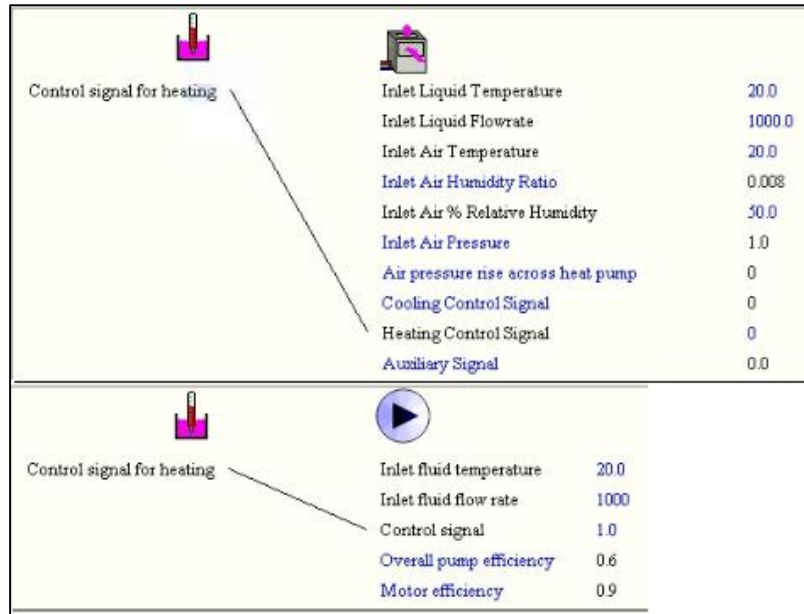 Control signal for heating
Inlet Liquid Temperature 20.0
Inlet Liquid Flowrate 1000.0
Inlet Air Temperature 20.0
Inlet Air Humidity Ratio 0.008
Inlet Air % Relative Humidity 50.0
Inlet Air Pressure 1.0
Air pressure rise across heat pump 0
Cooling Control Signal 0
Heating Control Signal 0
Auxiliary Signal 0.0
Control signal for heating
Inlet fluid temperature 20.0
Inlet fluid flow rate 1000
Control signal 1.0
Overall pump efficiency 0.6
Motor efficiency 0.9